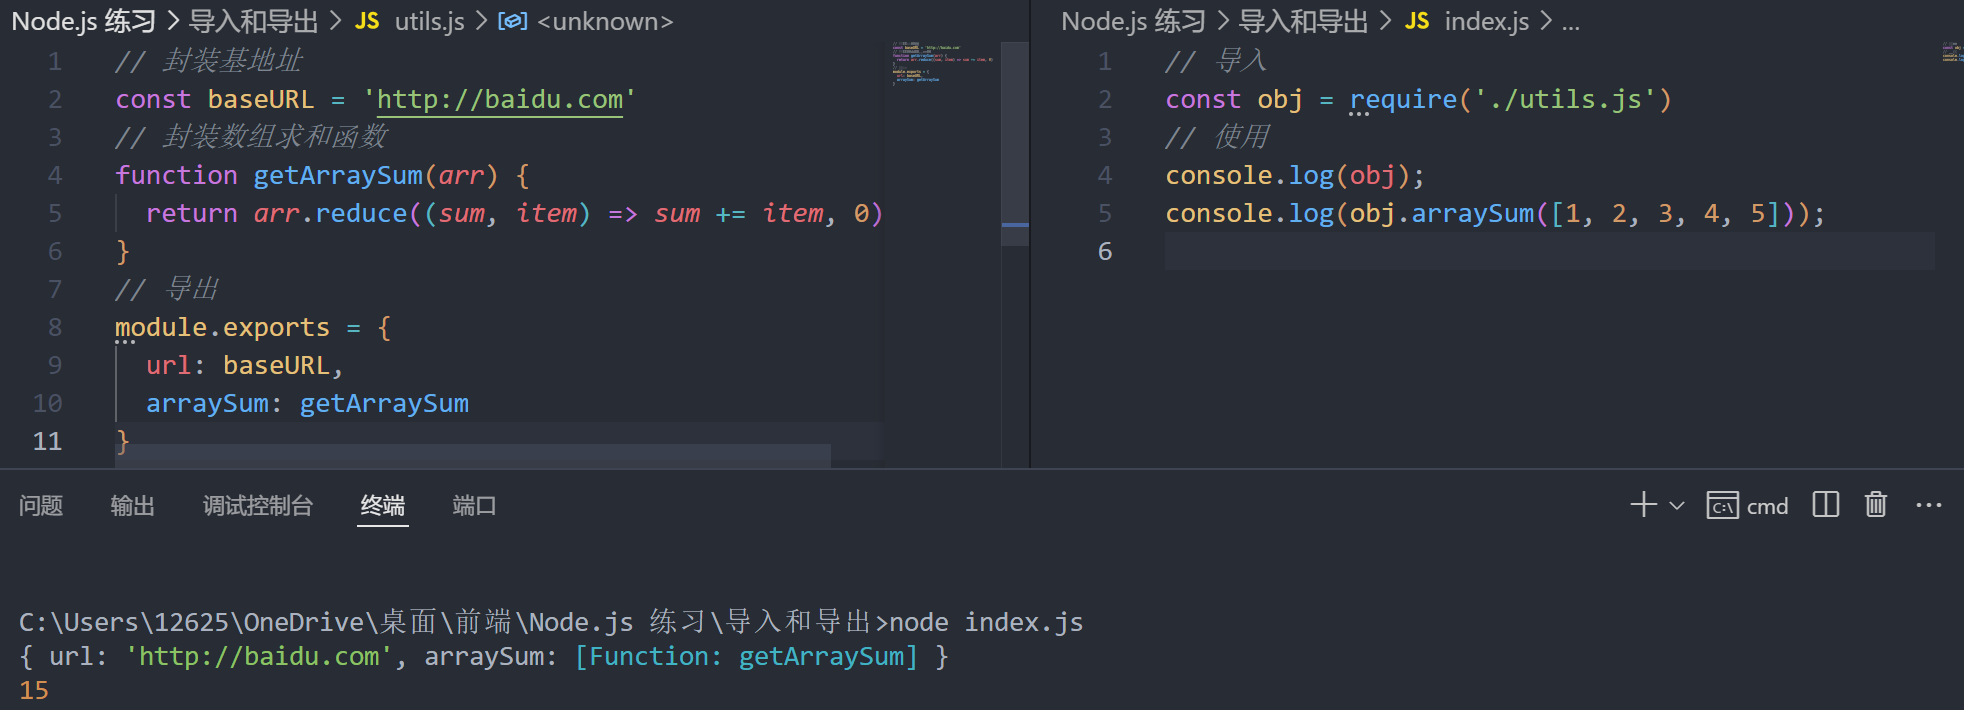 Node.js 练习 > 导入和导出 > JS utils.js > <unknown>
1 // 封装基地址
2 const baseURL = 'http://baidu.com'
3 // 封装数组求和函数
4 function getArraySum(arr) {
5 return arr.reduce((sum, item) => sum += item, 0)
6 }
7 // 导出
8 module.exports = {
9 url: baseURL,
10 arraySum: getArraySum
11 }
Node.js 练习 > 导入和导出 > JS index.js > ...
1 // 导入
2 const obj = require('./utils.js')
3 // 使用
4 console.log(obj);
5 console.log(obj.arraySum([1, 2, 3, 4, 5]));
6
问题 输出 调试控制台 终端 端口 cmd
C:\Users\12625\OneDrive\桌面\前端\Node.js 练习\导入和导出>node index.js
{ url: 'http://baidu.com', arraySum: [Function: getArraySum] }
15